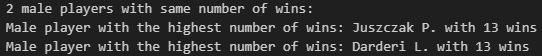 2 male players with same number of wins:
Male player with the highest number of wins: Juszczak P. with 13 wins
Male player with the highest number of wins: Darderi L. with 13 wins